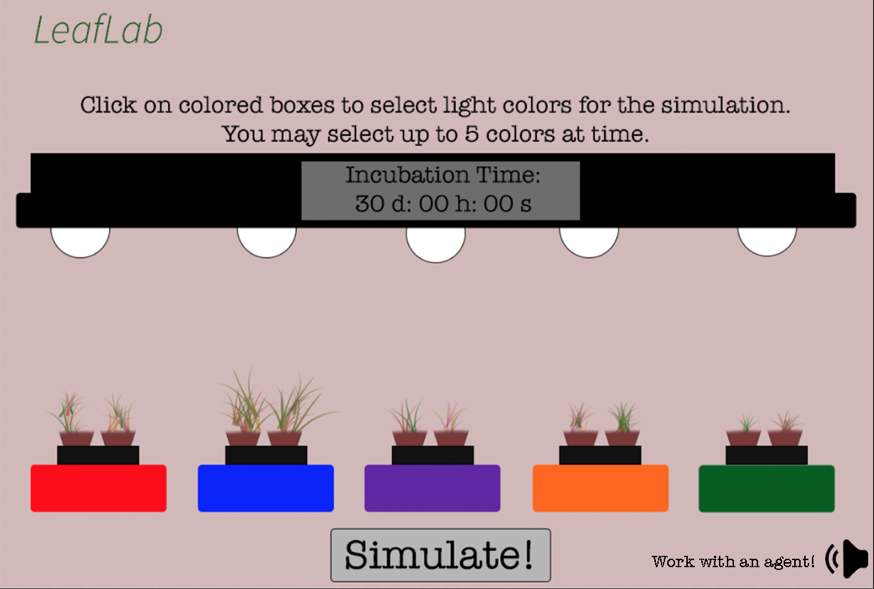 LeafLab
Click on colored boxes to select light colors for the simulation.
You may select up to 5 colors at time.
Incubation Time:
30 d: 00 h: 00 s
Simulate!
Work with an agent!